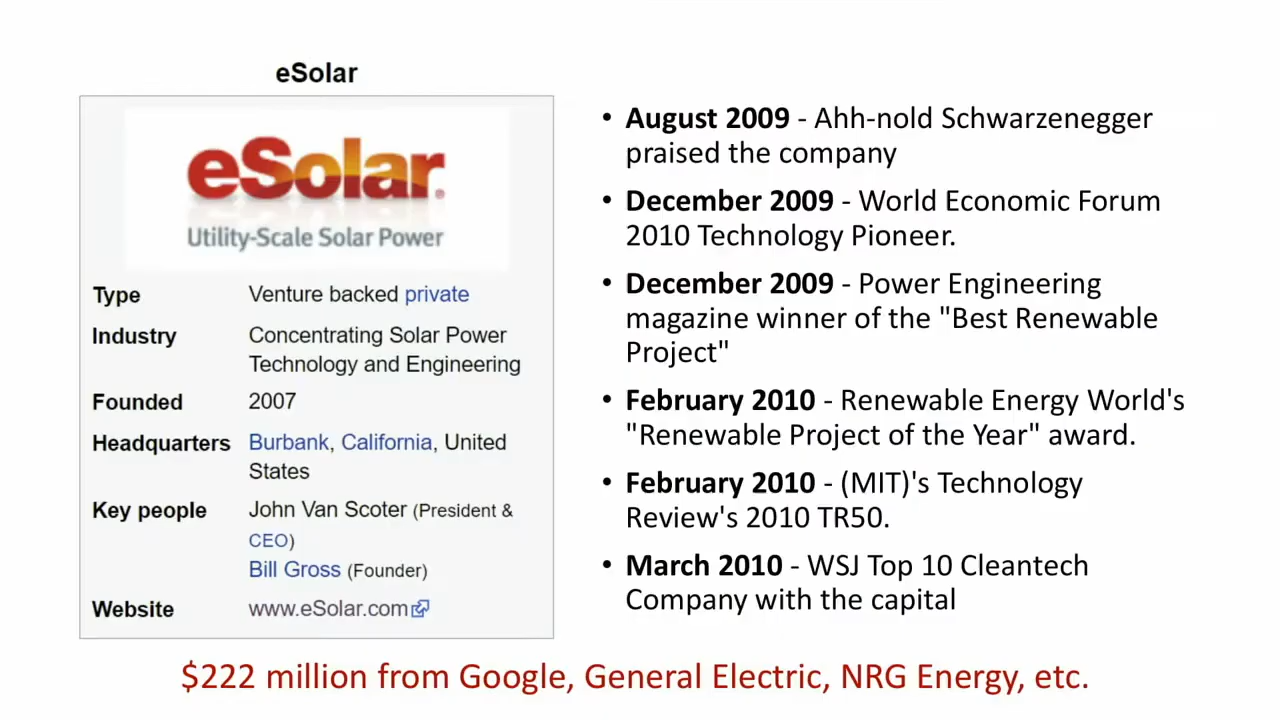 eSolar
eSolar®
Utility-Scale Solar Power
Type Venture backed private
Industry Concentrating Solar Power
Technology and Engineering
Founded 2007
Headquarters Burbank, California, United
States
Key people John Van Scoter (President &
CEO)
Bill Gross (Founder)
Website www.eSolar.com
• August 2009 - Ahh-nold Schwarzenegger
praised the company
• December 2009 - World Economic Forum
2010 Technology Pioneer.
• December 2009 - Power Engineering
magazine winner of the "Best Renewable
Project"
• February 2010 - Renewable Energy World's
"Renewable Project of the Year" award.
• February 2010 - (MIT)'s Technology
Review's 2010 TR50.
• March 2010 - WSJ Top 10 Cleantech
Company with the capital
$222 million from Google, General Electric, NRG Energy, etc.